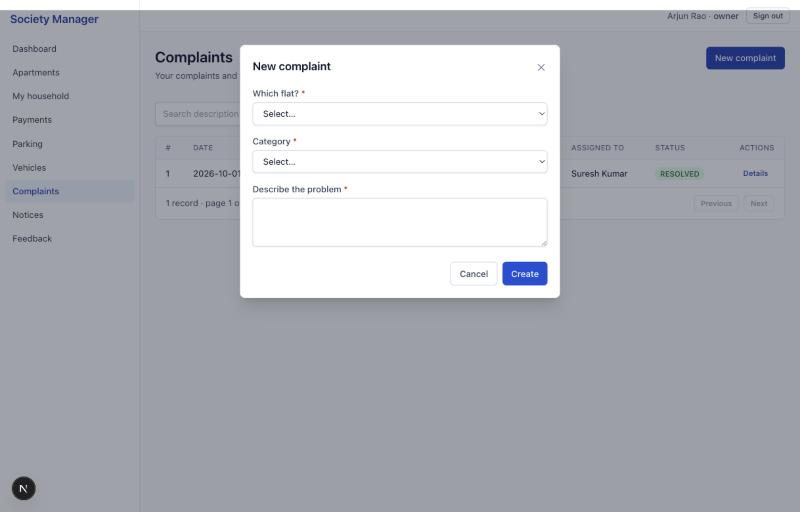 Society Manager
Arjun Rao · owner Sign out
Dashboard
Apartments
My household
Payments
Parking
Vehicles
Complaints
Notices
Feedback
Complaints
New complaint
Your complaints and
Search description
# DATE ASSIGNED TO STATUS ACTIONS
1 2026-10-01 Suresh Kumar RESOLVED Details
1 record · page 1 o Previous Next
New complaint
Which flat? *
Select...
Category *
Select...
Describe the problem *
Cancel Create
N